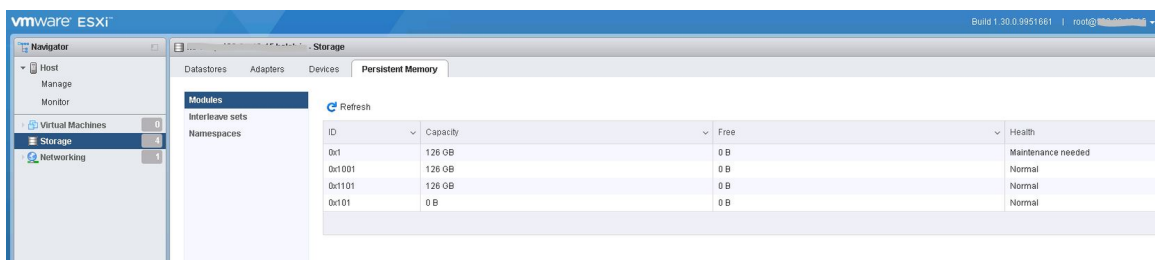 vmware ESXi™
Build 1.30.0.9951661 | root@
Navigator
Host
Manage
Monitor
Virtual Machines 0
Storage 4
Networking 1
- Storage
Datastores Adapters Devices Persistent Memory
Modules
Interleave sets
Namespaces
Refresh
ID Capacity Free Health
0x1 126 GB 0 B Maintenance needed
0x1001 126 GB 0 B Normal
0x1101 126 GB 0 B Normal
0x101 0 B 0 B Normal